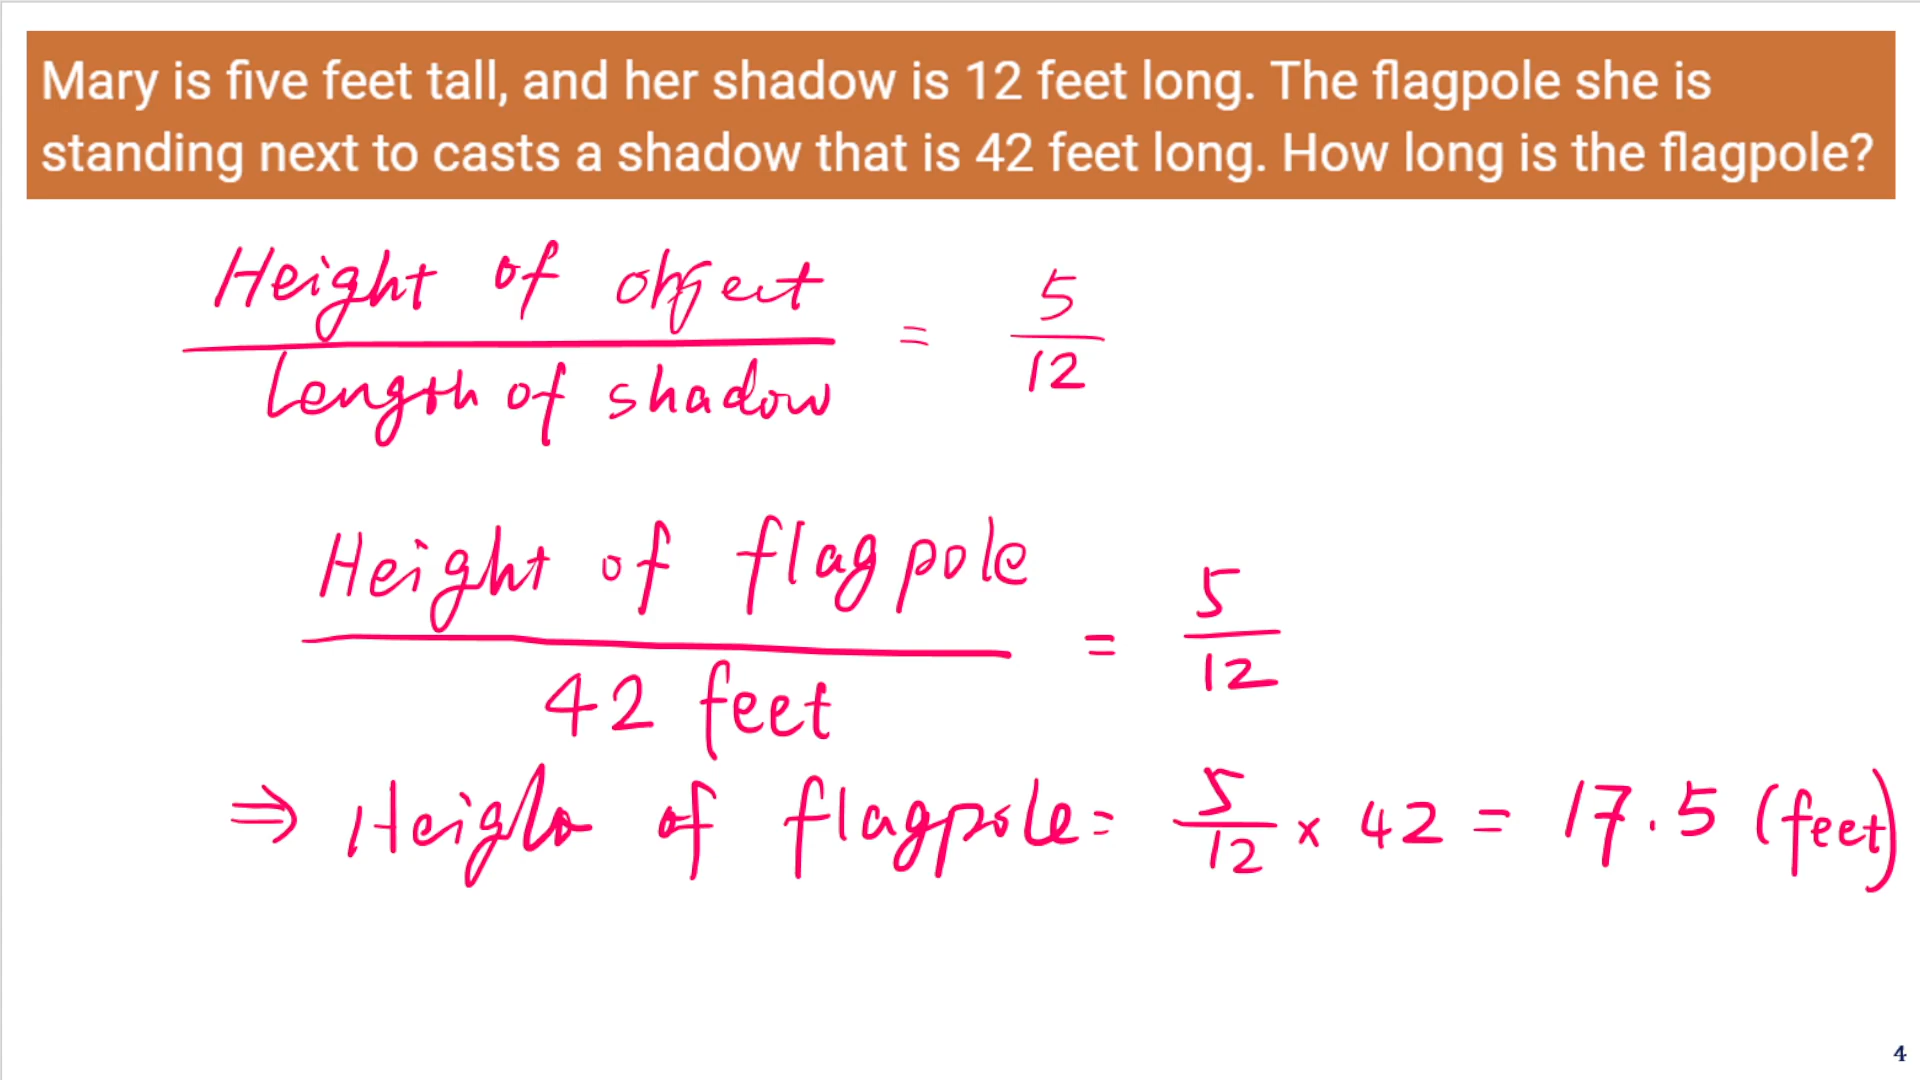 Mary is five feet tall, and her shadow is 12 feet long. The flagpole she is
standing next to casts a shadow that is 42 feet long. How long is the flagpole?
Height of object
Length of shadow
=
5
12
Height of flagpole
42 feet
=
5
12
⇒ Height of flagpole = 5/12 × 42 = 17.5 (feet)
4